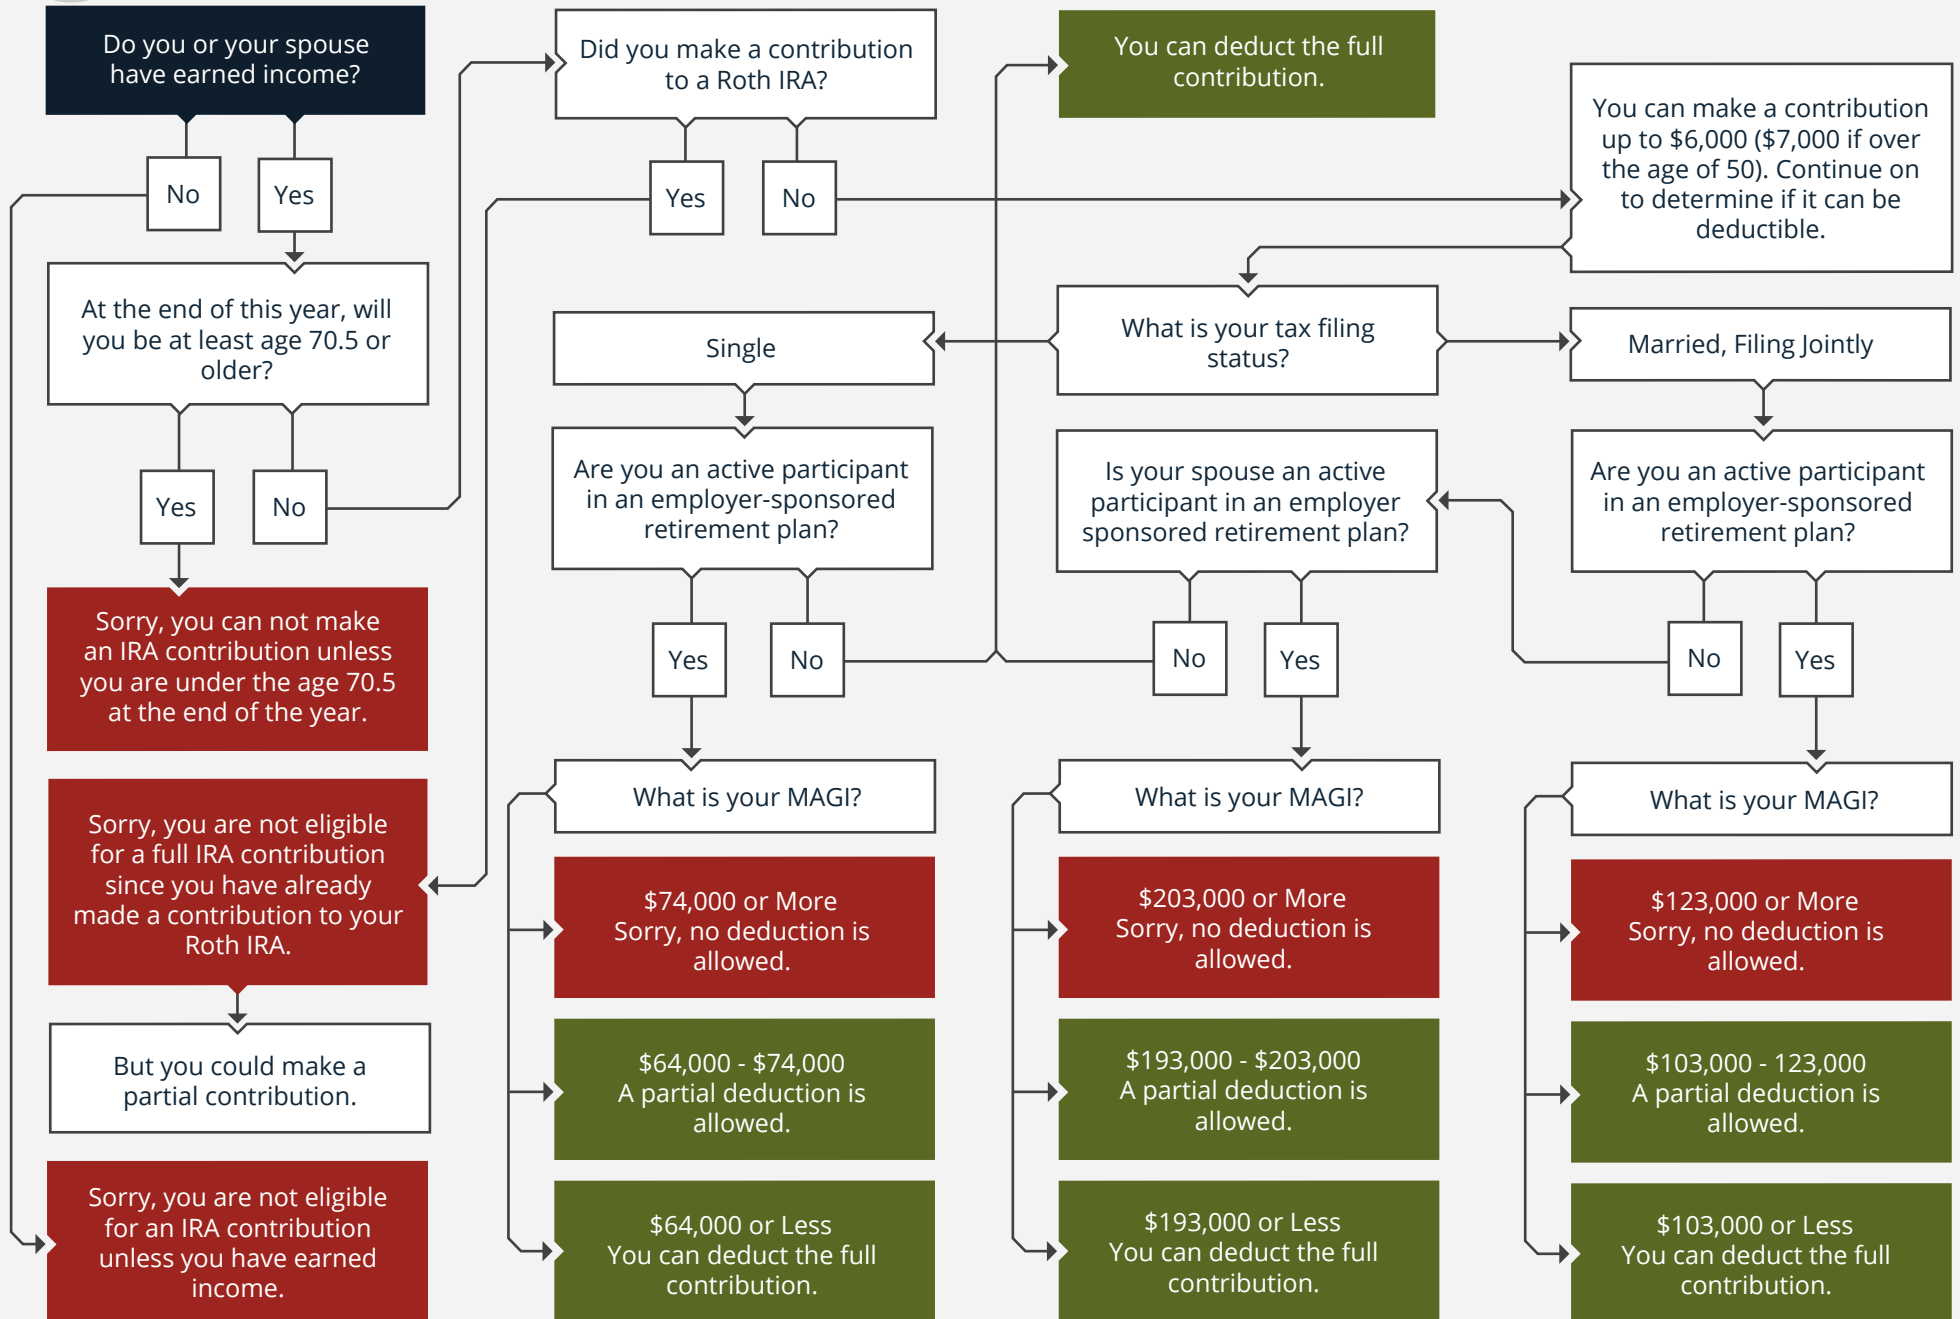 Do you or your spouse
have earned income?
No
Yes
At the end of this year, will
you be at least age 70.5 or
older?
Yes
No
Sorry, you can not make
an IRA contribution unless
you are under the age 70.5
at the end of the year.
Sorry, you are not eligible
for a full IRA contribution
since you have already
made a contribution to your
Roth IRA.
But you could make a
partial contribution.
Sorry, you are not eligible
for an IRA contribution
unless you have earned
income.
Did you make a contribution
to a Roth IRA?
Yes
No
You can deduct the full
contribution.
You can make a contribution
up to $6,000 ($7,000 if over
the age of 50). Continue on
to determine if it can be
deductible.
What is your tax filing
status?
Single
Married, Filing Jointly
Are you an active participant
in an employer-sponsored
retirement plan?
Yes
No
What is your MAGI?
$74,000 or More
Sorry, no deduction is
allowed.
$64,000 - $74,000
A partial deduction is
allowed.
$64,000 or Less
You can deduct the full
contribution.
Is your spouse an active
participant in an employer
sponsored retirement plan?
No
Yes
What is your MAGI?
$203,000 or More
Sorry, no deduction is
allowed.
$193,000 - $203,000
A partial deduction is
allowed.
$193,000 or Less
You can deduct the full
contribution.
Are you an active participant
in an employer-sponsored
retirement plan?
No
Yes
What is your MAGI?
$123,000 or More
Sorry, no deduction is
allowed.
$103,000 - 123,000
A partial deduction is
allowed.
$103,000 or Less
You can deduct the full
contribution.